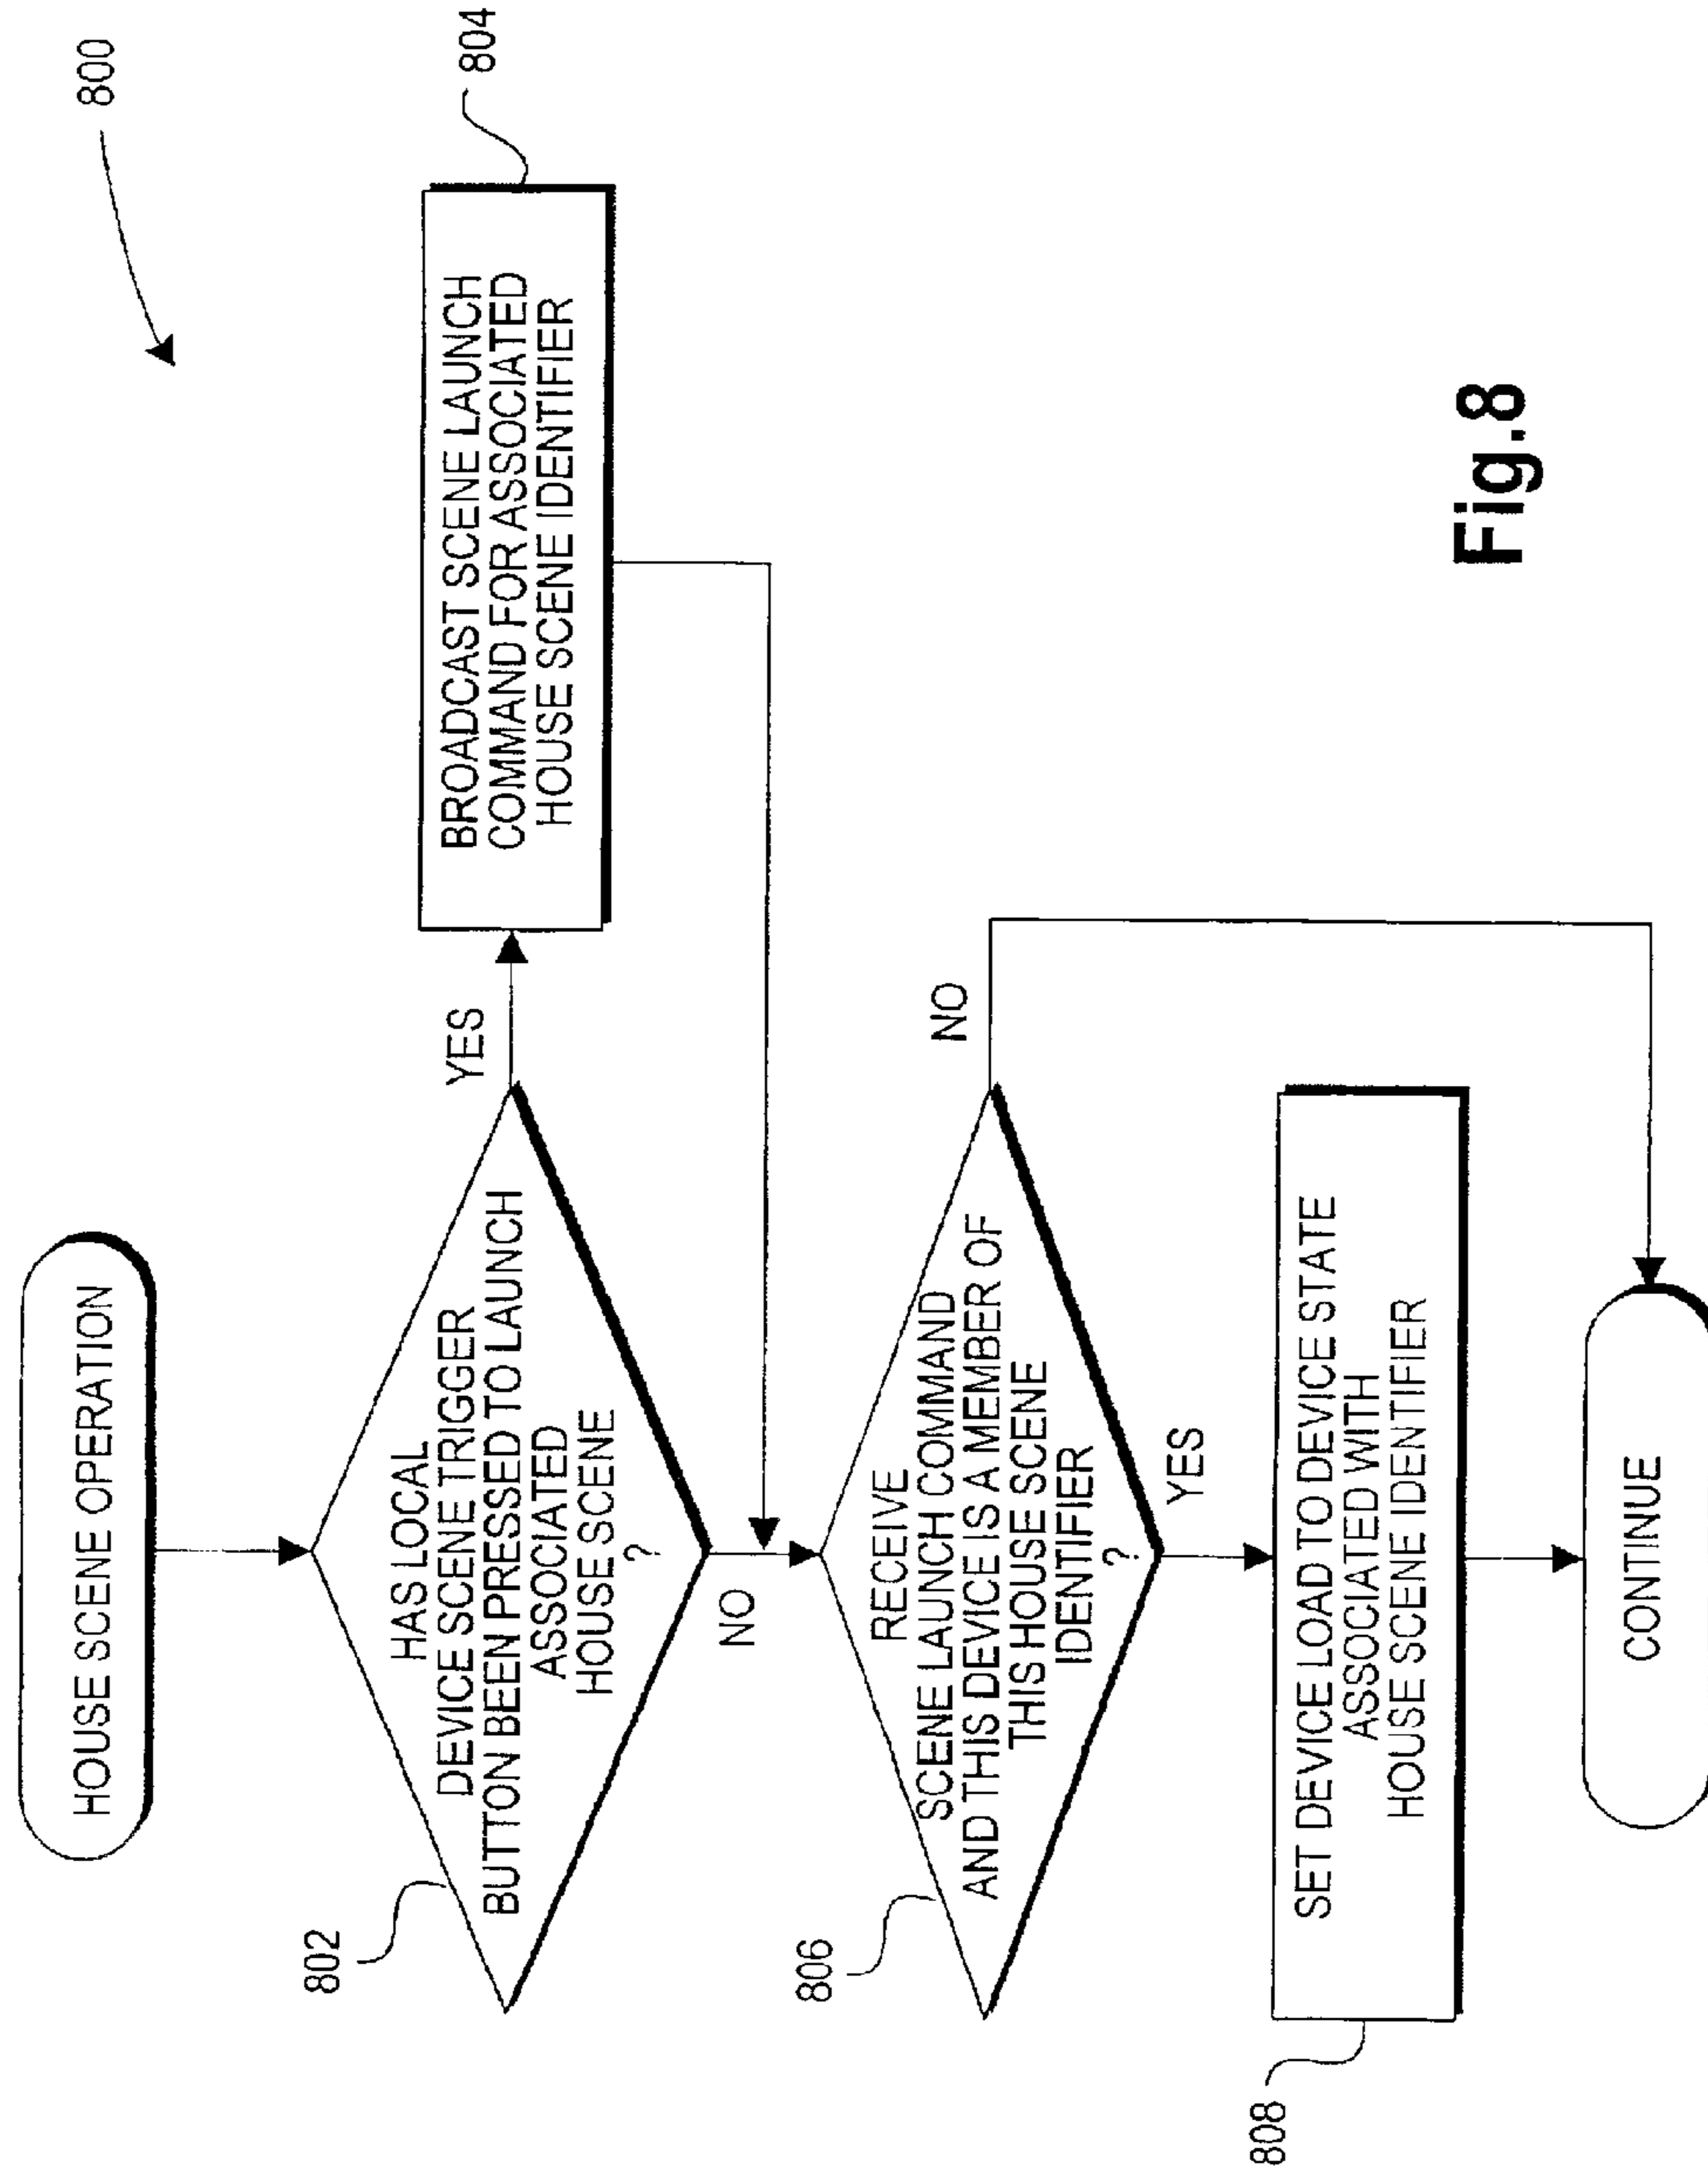 800
HOUSE SCENE OPERATION
802
HAS LOCAL
DEVICE SCENE TRIGGER
BUTTON BEEN PRESSED TO LAUNCH
ASSOCIATED
HOUSE SCENE
?
YES
804
BROADCAST SCENE LAUNCH
COMMAND FOR ASSOCIATED
HOUSE SCENE IDENTIFIER
NO
806
RECEIVE
SCENE LAUNCH COMMAND
AND THIS DEVICE IS A MEMBER OF
THIS HOUSE SCENE
IDENTIFIER
?
NO
YES
808
SET DEVICE LOAD TO DEVICE STATE
ASSOCIATED WITH
HOUSE SCENE IDENTIFIER
CONTINUE
Fig.8